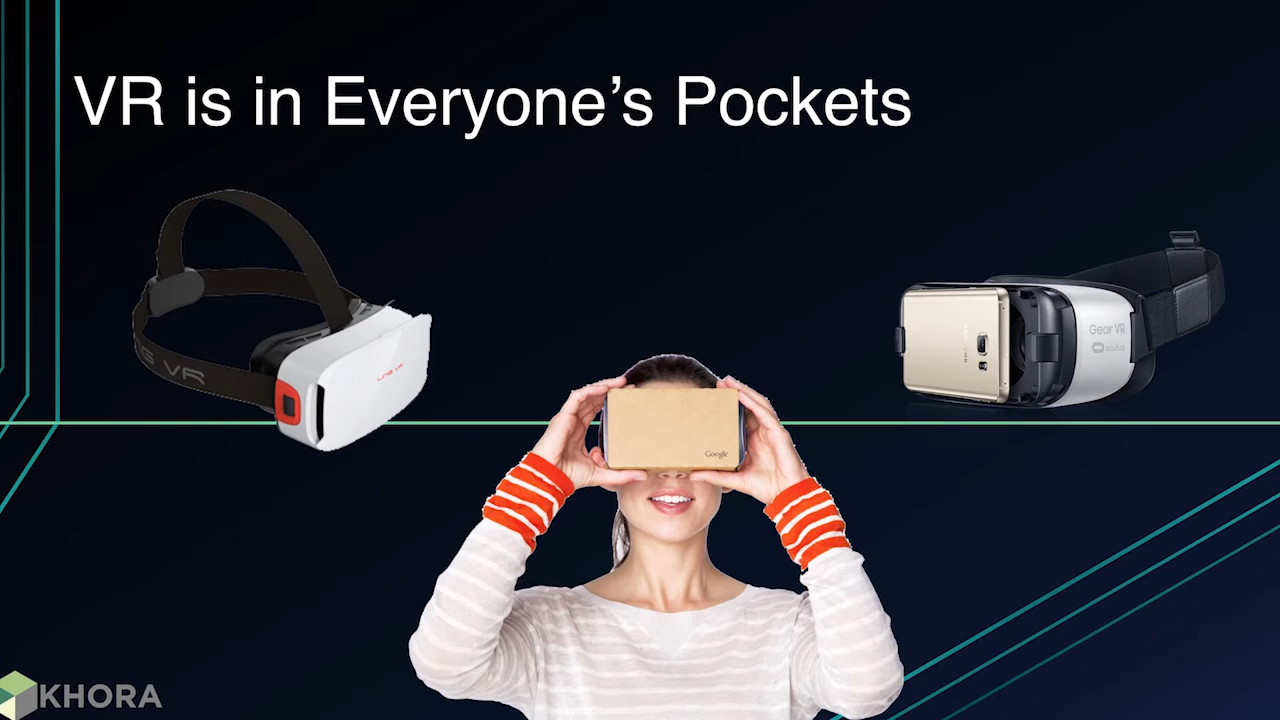 VR is in Everyone’s Pockets
Gear VR
oculus
VR
Google
KHORA